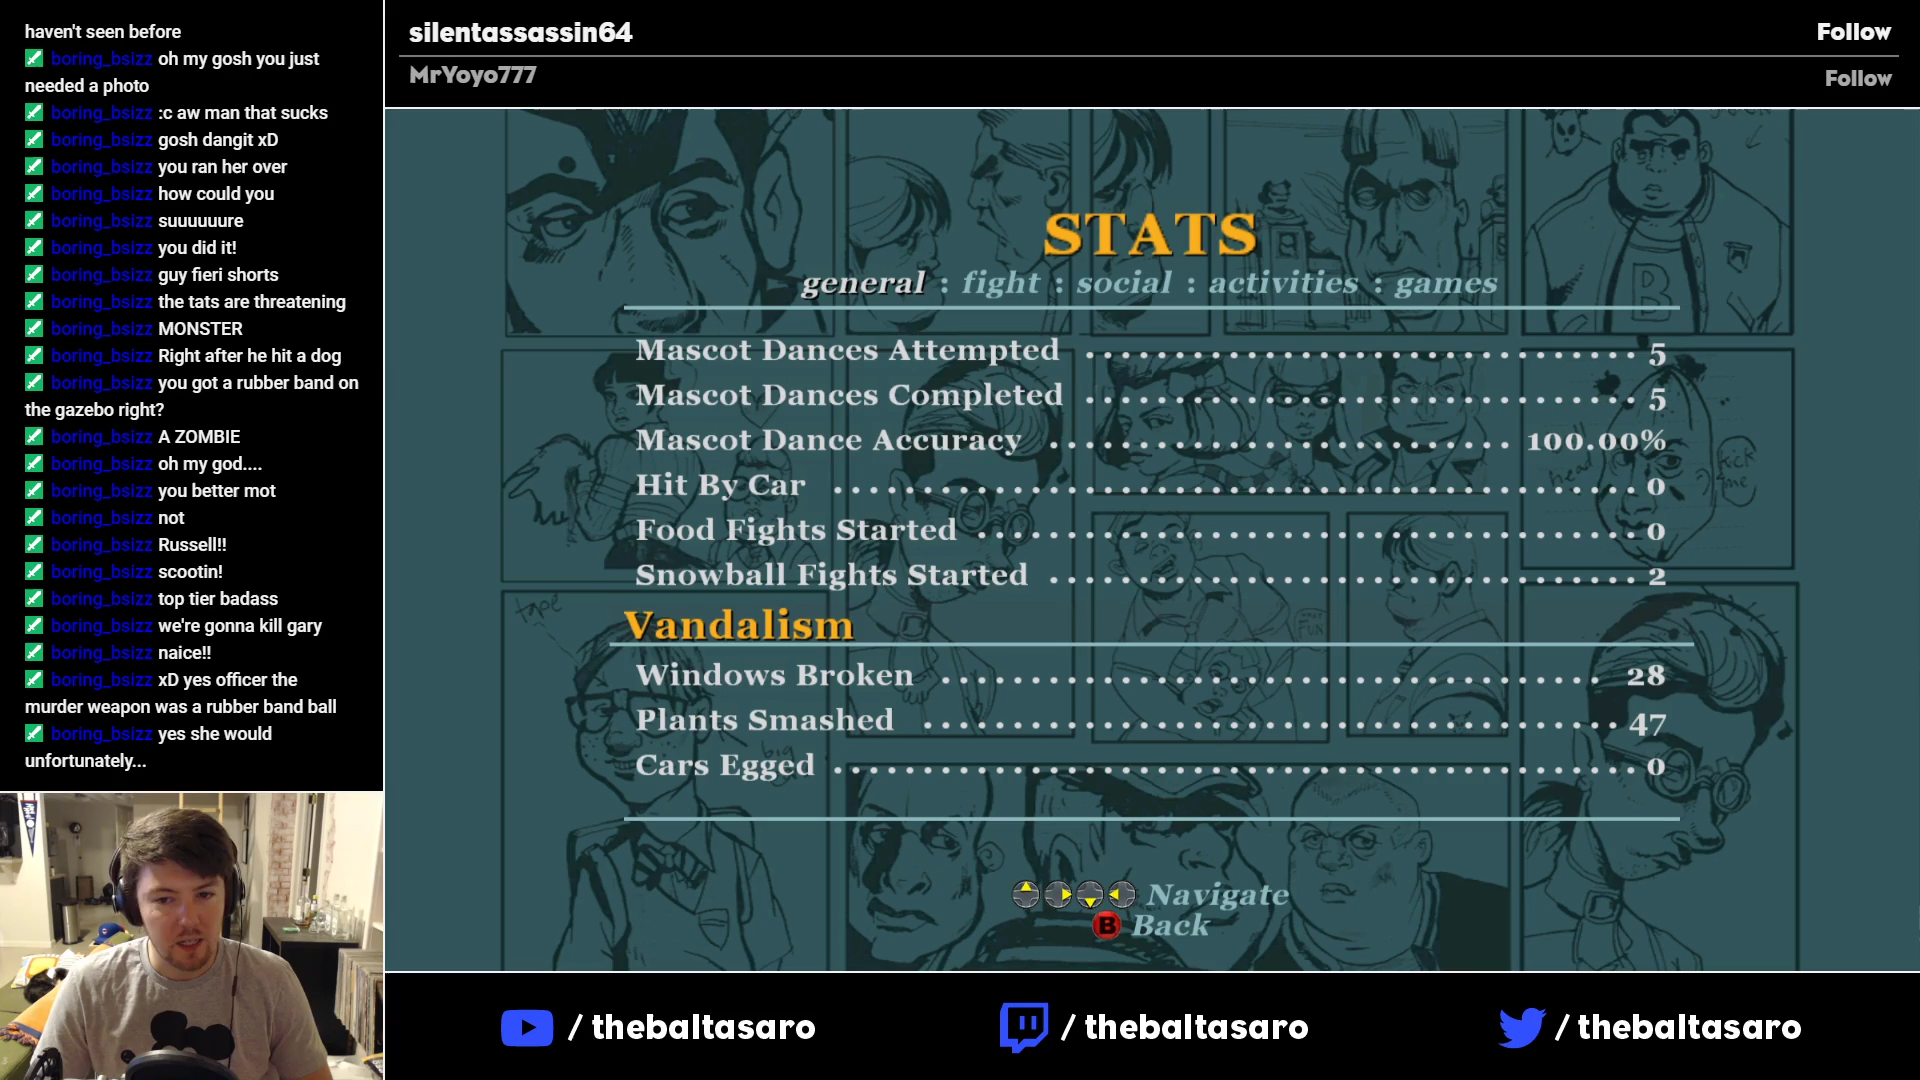 haven't seen before
boring_bsizz oh my gosh you just
needed a photo
boring_bsizz :c aw man that sucks
boring_bsizz gosh dangit xD
boring_bsizz you ran her over
boring_bsizz how could you
boring_bsizz suuuuuure
boring_bsizz you did it!
boring_bsizz guy fieri shorts
boring_bsizz the tats are threatening
boring_bsizz MONSTER
boring_bsizz Right after he hit a dog
boring_bsizz you got a rubber band on
the gazebo right?
boring_bsizz A ZOMBIE
boring_bsizz oh my god....
boring_bsizz you better mot
boring_bsizz not
boring_bsizz Russell!!
boring_bsizz scootin!
boring_bsizz top tier badass
boring_bsizz we're gonna kill gary
boring_bsizz naice!!
boring_bsizz xD yes officer the
murder weapon was a rubber band ball
boring_bsizz yes she would
unfortunately...
silentassassin64 Follow
MrYoyo777 Follow
STATS
general : fight : social : activities : games
Mascot Dances Attempted 5
Mascot Dances Completed 5
Mascot Dance Accuracy 100.00%
Hit By Car 0
Food Fights Started 0
Snowball Fights Started 2
Vandalism
Windows Broken 28
Plants Smashed 47
Cars Egged 0
Navigate
B Back
tape
big
B
/ thebaltasaro
/ thebaltasaro
/ thebaltasaro